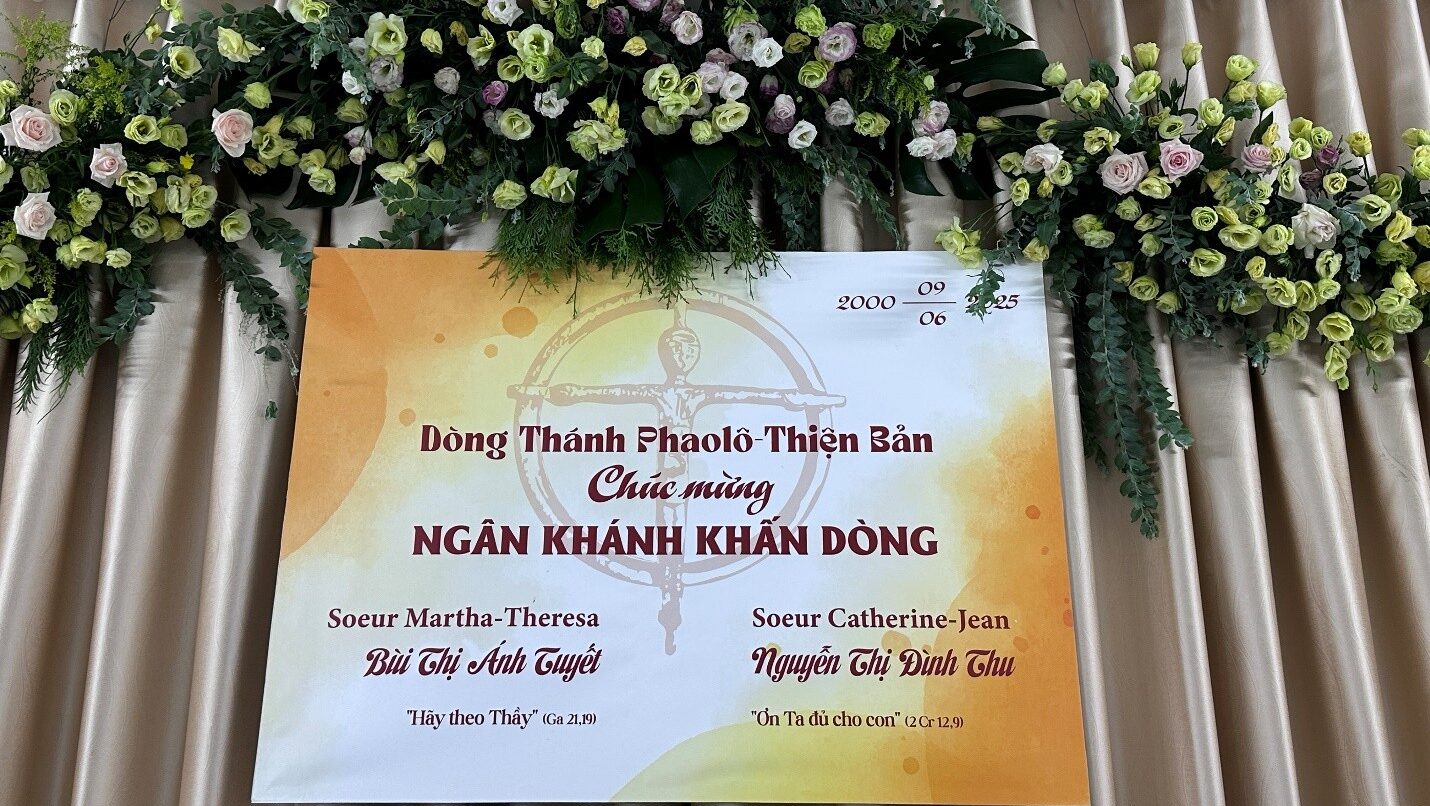 2000 09/06 2025
Dòng Thánh Phaolô-Thiện Bản
Chúc mừng
NGÂN KHÁNH KHẤN DÒNG
Soeur Martha-Theresa
Bùi Thị Ánh Tuyết
"Hãy theo Thầy" (Ga 21,19)
Soeur Catherine-Jean
Nguyễn Thị Đình Thu
"Ơn Ta đủ cho con" (2 Cr 12,9)